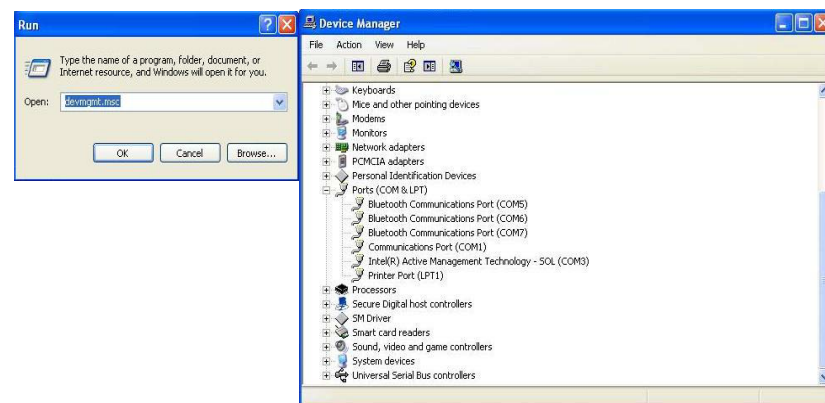 Run
Type the name of a program, folder, document, or
Internet resource, and Windows will open it for you.
Open:
devmgmt.msc
OK
Cancel
Browse...
Device Manager
File Action View Help
Keyboards
Mice and other pointing devices
Modems
Monitors
Network adapters
PCMCIA adapters
Personal Identification Devices
Ports (COM & LPT)
Bluetooth Communications Port (COM5)
Bluetooth Communications Port (COM6)
Bluetooth Communications Port (COM7)
Communications Port (COM1)
Intel(R) Active Management Technology - SOL (COM3)
Printer Port (LPT1)
Processors
Secure Digital host controllers
SM Driver
Smart card readers
Sound, video and game controllers
System devices
Universal Serial Bus controllers